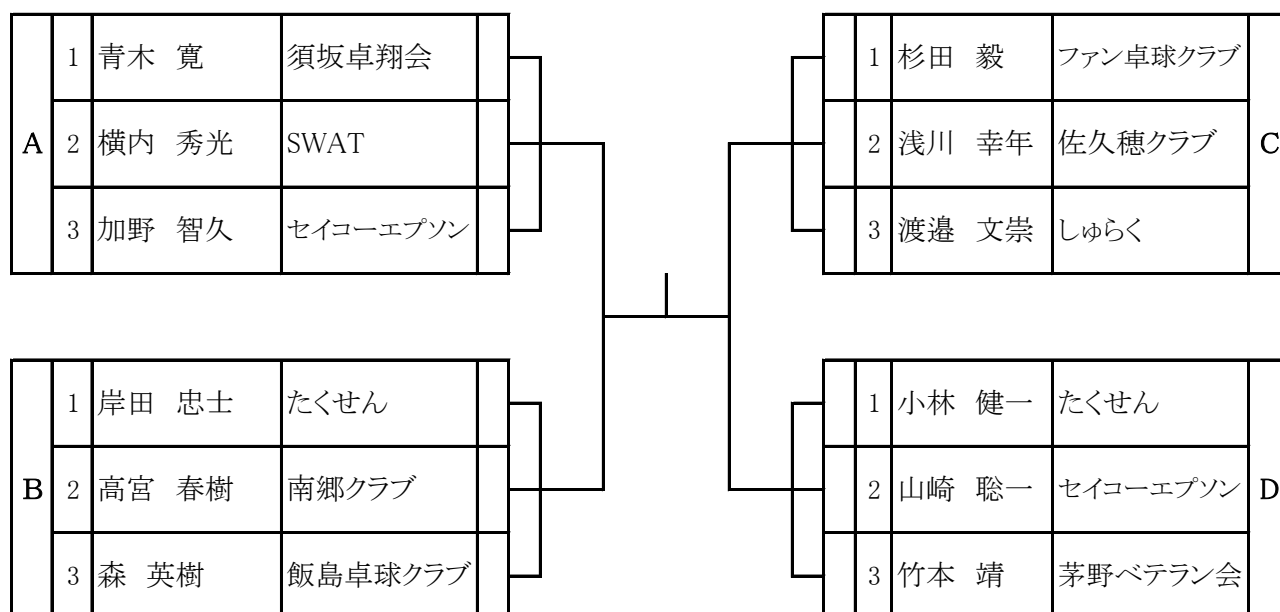 A
1 青木 寛 須坂卓翔会
2 横内 秀光 SWAT
3 加野 智久 セイコーエプソン
B
1 岸田 忠士 たくせん
2 高宮 春樹 南郷クラブ
3 森 英樹 飯島卓球クラブ
C
1 杉田 毅 ファン卓球クラブ
2 浅川 幸年 佐久穂クラブ
3 渡邉 文崇 しゅらく
D
1 小林 健一 たくせん
2 山崎 聡一 セイコーエプソン
3 竹本 靖 茅野ベテラン会